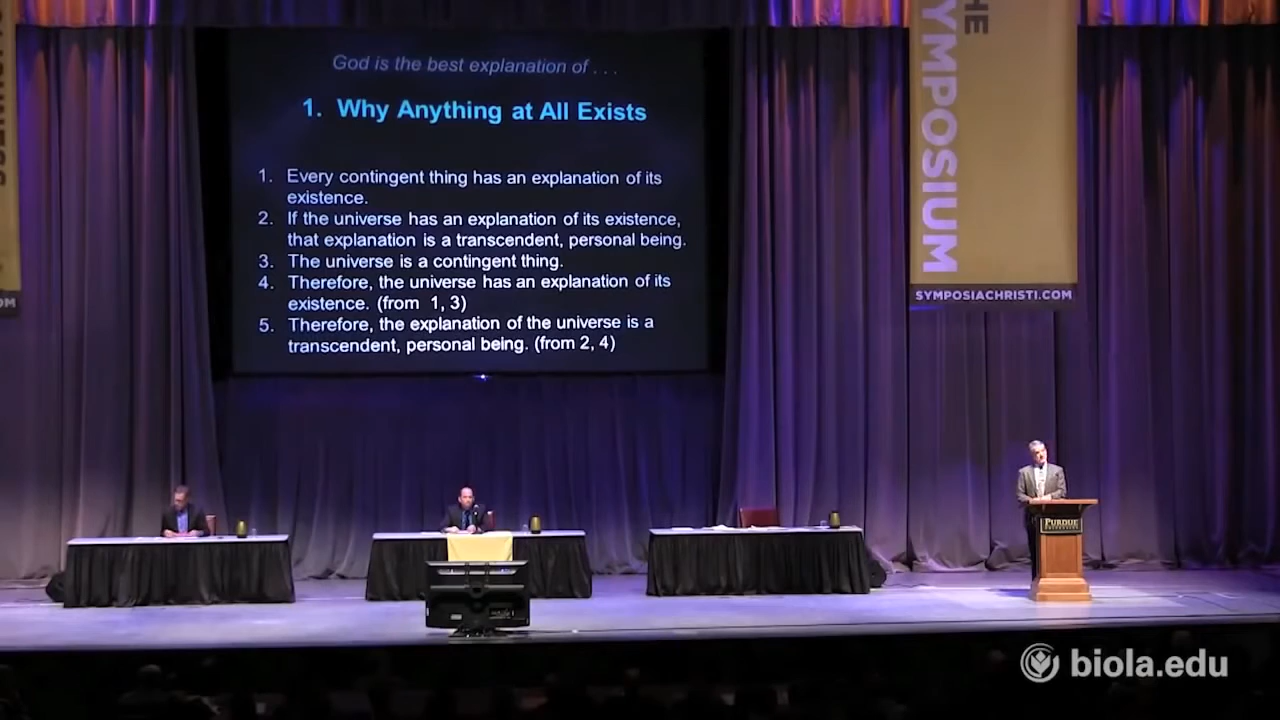 God is the best explanation of . . .
1. Why Anything at All Exists
1. Every contingent thing has an explanation of its
existence.
2. If the universe has an explanation of its existence,
that explanation is a transcendent, personal being.
3. The universe is a contingent thing.
4. Therefore, the universe has an explanation of its
existence. (from 1, 3)
5. Therefore, the explanation of the universe is a
transcendent, personal being. (from 2, 4)
THE
SYMPOSIUM
SYMPOSIACHRISTI.COM
OM
PURDUE
biola.edu